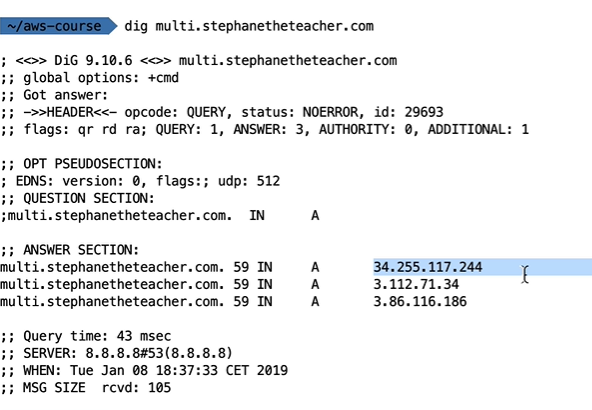 ~/aws-course dig multi.stephanetheteacher.com
; <<>> DiG 9.10.6 <<>> multi.stephanetheteacher.com
;; global options: +cmd
;; Got answer:
;; ->>HEADER<<- opcode: QUERY, status: NOERROR, id: 29693
;; flags: qr rd ra; QUERY: 1, ANSWER: 3, AUTHORITY: 0, ADDITIONAL: 1
;; OPT PSEUDOSECTION:
; EDNS: version: 0, flags:; udp: 512
;; QUESTION SECTION:
;multi.stephanetheteacher.com. IN A
;; ANSWER SECTION:
multi.stephanetheteacher.com. 59 IN A 34.255.117.244
multi.stephanetheteacher.com. 59 IN A 3.112.71.34
multi.stephanetheteacher.com. 59 IN A 3.86.116.186
;; Query time: 43 msec
;; SERVER: 8.8.8.8#53(8.8.8.8)
;; WHEN: Tue Jan 08 18:37:33 CET 2019
;; MSG SIZE rcvd: 105